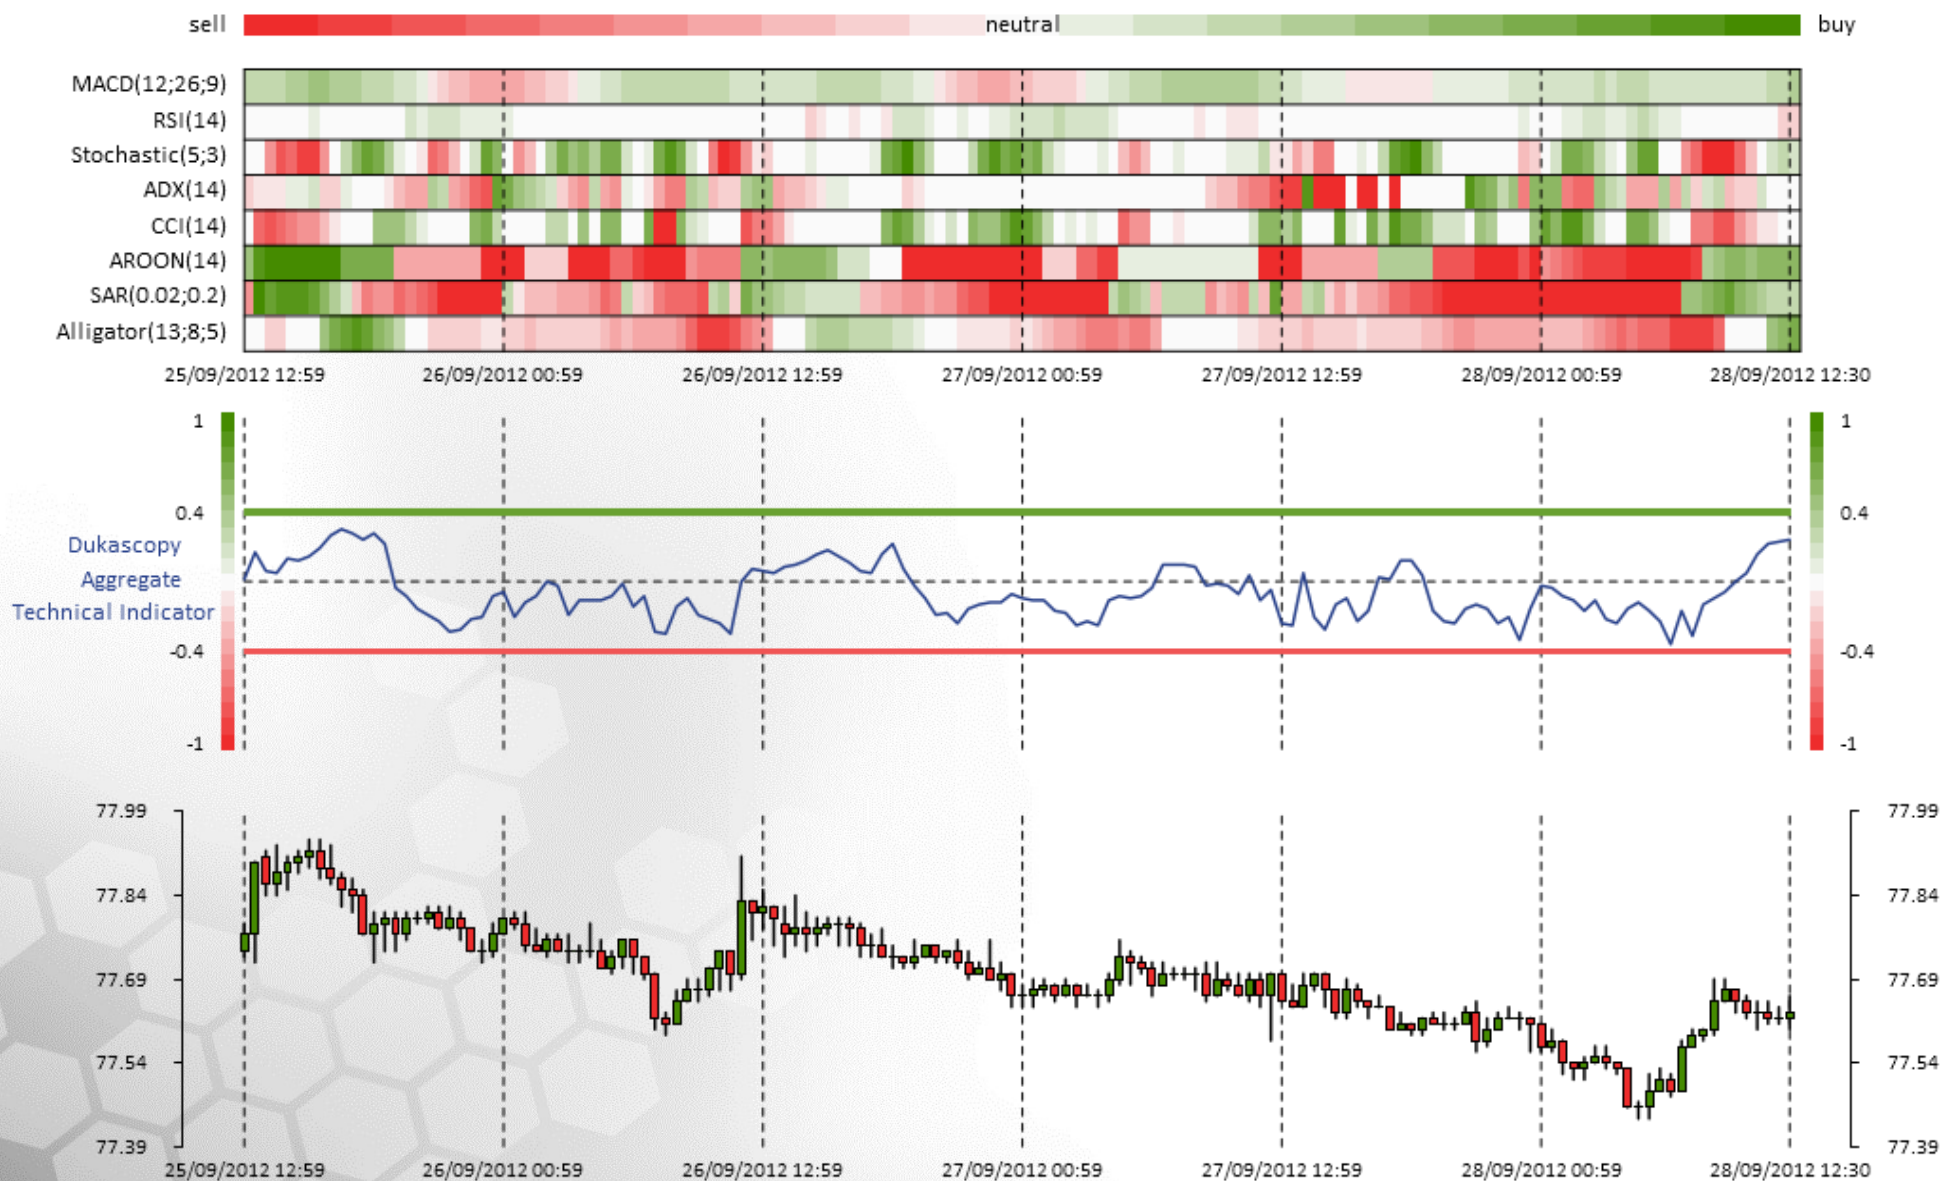 sell neutral buy
MACD(12;26;9)
RSI(14)
Stochastic(5;3)
ADX(14)
CCI(14)
AROON(14)
SAR(0.02;0.2)
Alligator(13;8;5)
25/09/2012 12:59 26/09/2012 00:59 26/09/2012 12:59 27/09/2012 00:59 27/09/2012 12:59 28/09/2012 00:59 28/09/2012 12:30
1 1
0.4 0.4
Dukascopy
Aggregate
Technical Indicator
-0.4 -0.4
-1 -1
77.99 77.99
77.84 77.84
77.69 77.69
77.54 77.54
77.39 77.39
25/09/2012 12:59 26/09/2012 00:59 26/09/2012 12:59 27/09/2012 00:59 27/09/2012 12:59 28/09/2012 00:59 28/09/2012 12:30